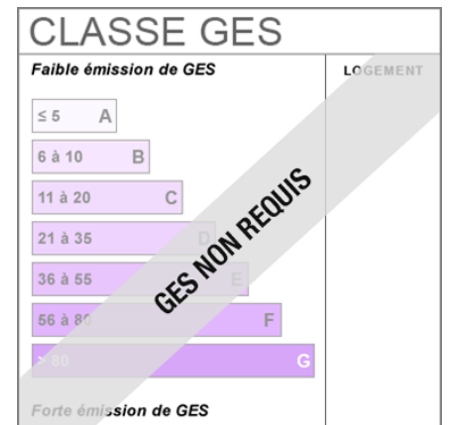 CLASSE GES
Faible émission de GES
LOGEMENT
≤ 5 A
6 à 10 B
11 à 20 C
21 à 35 D
36 à 55 E
56 à 80 F
> 80 G
GES NON REQUIS
Forte émission de GES